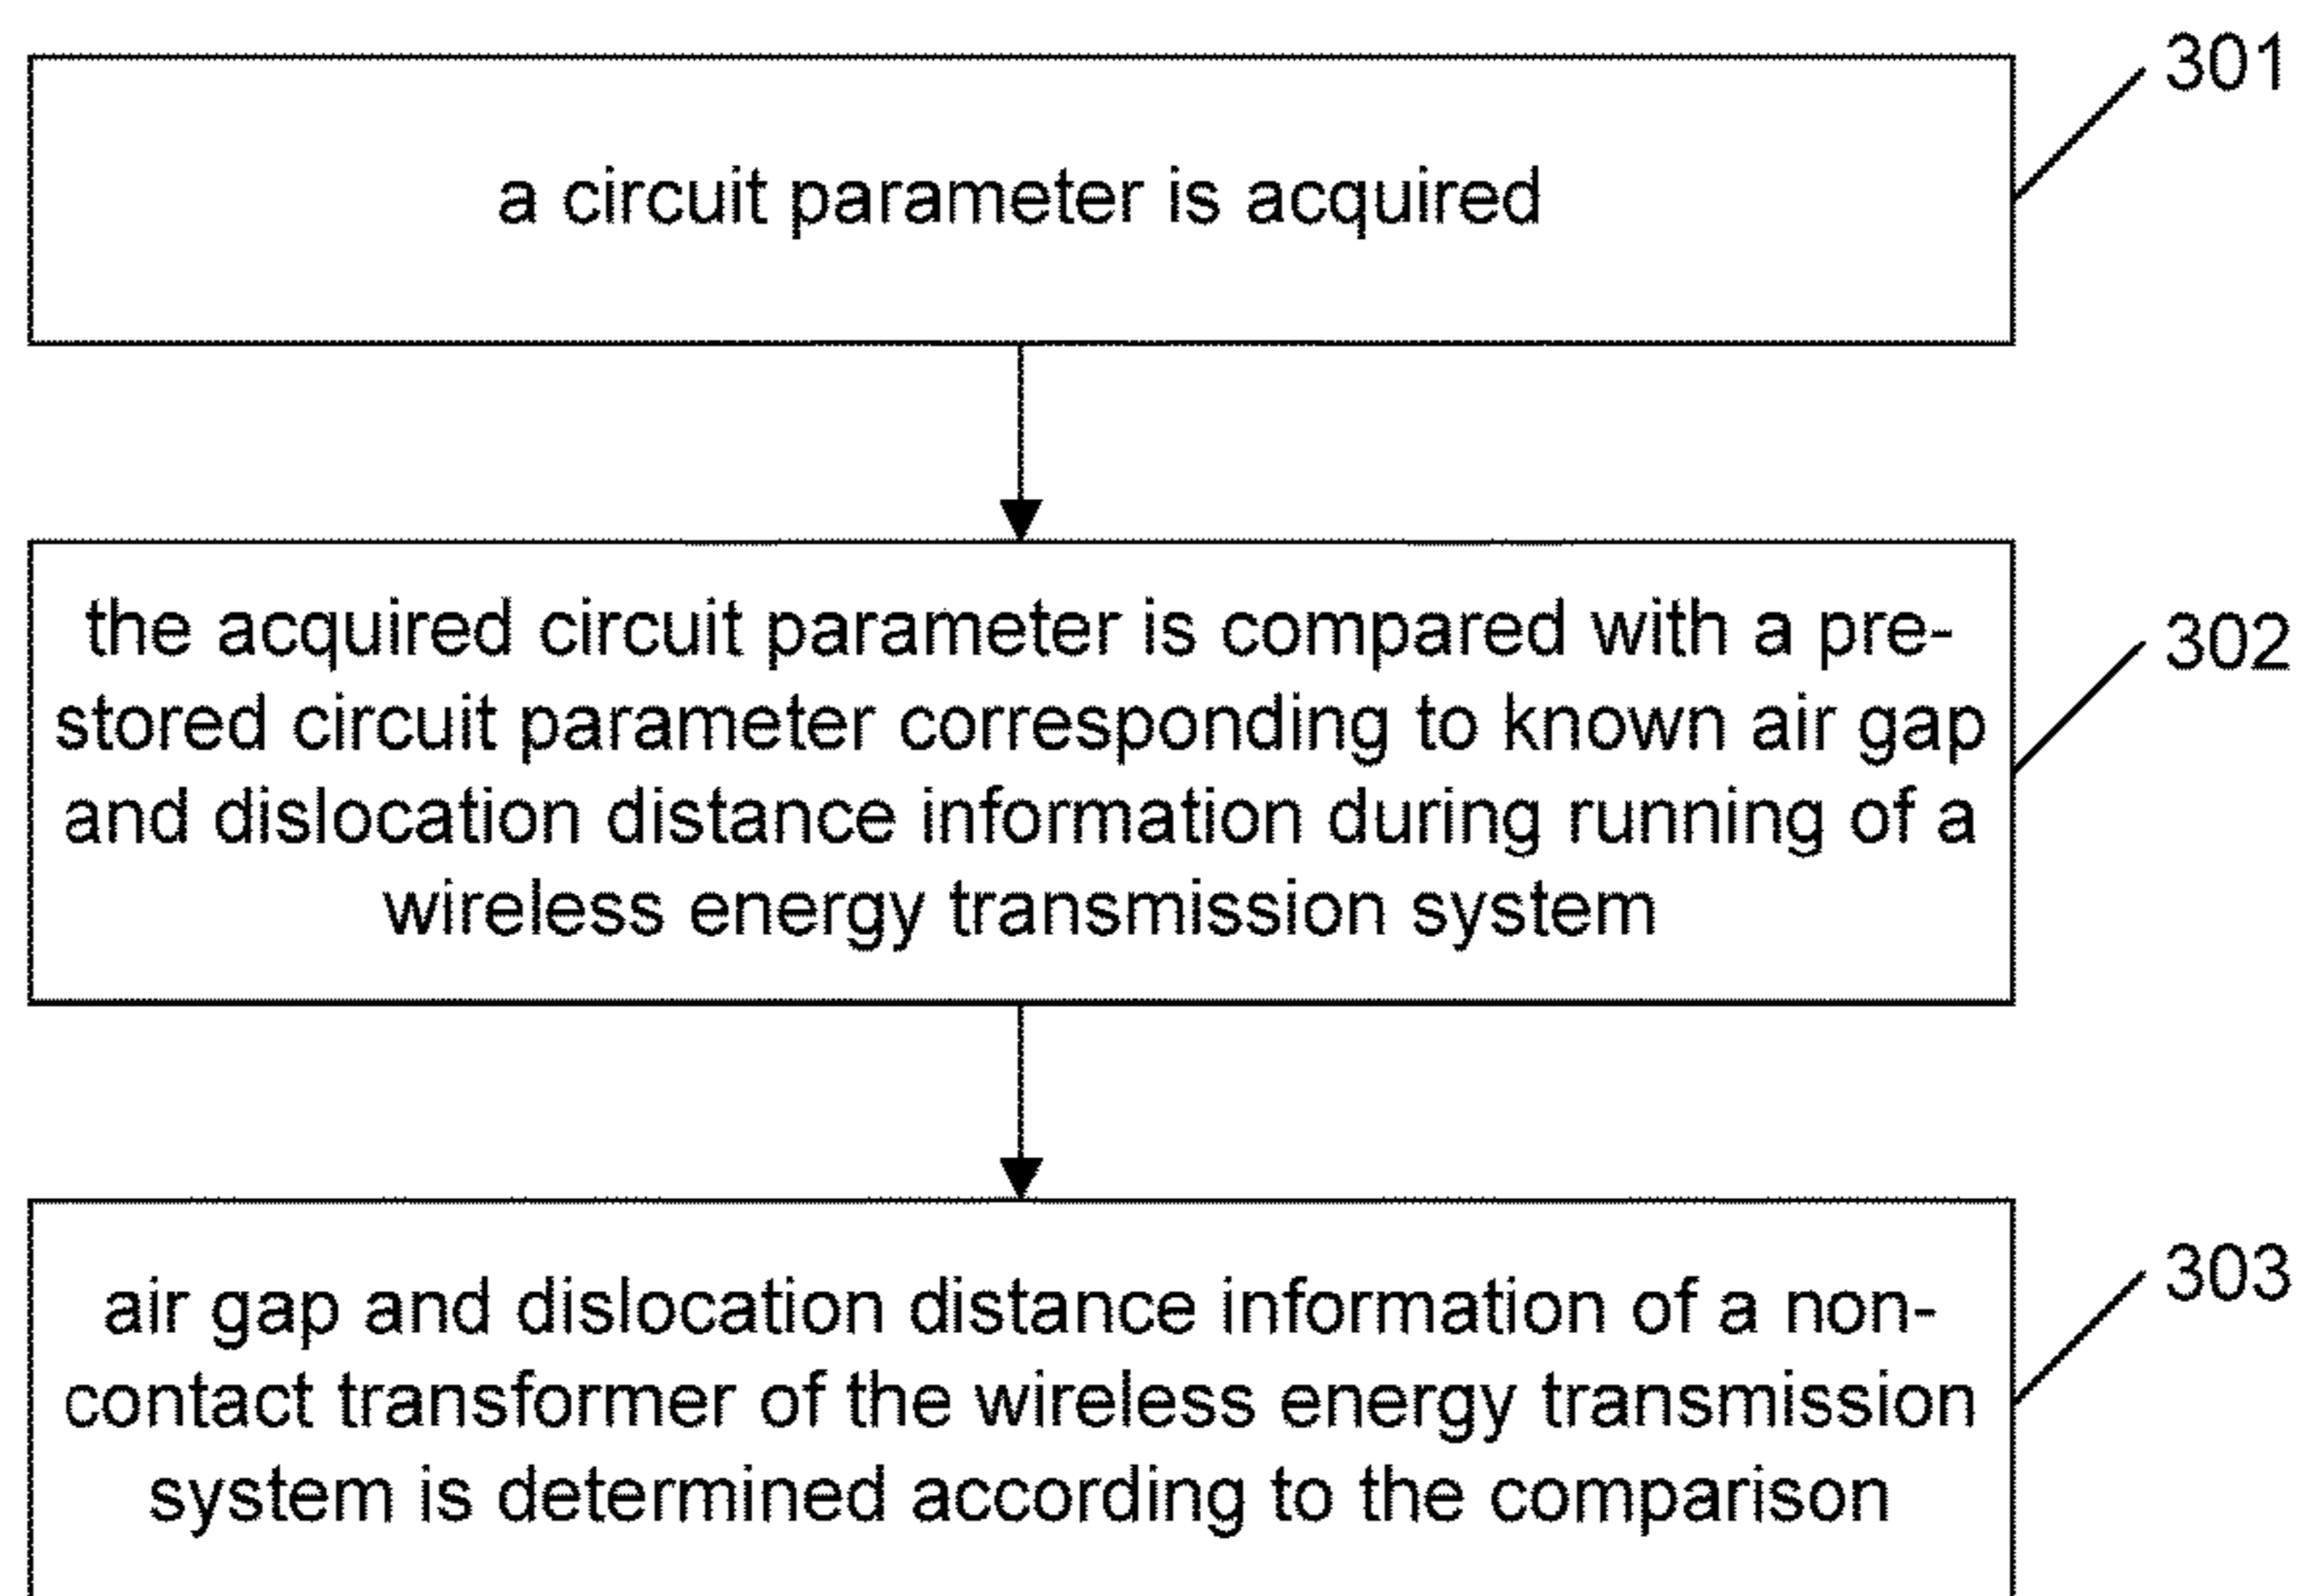 301
a circuit parameter is acquired
302
the acquired circuit parameter is compared with a pre-
stored circuit parameter corresponding to known air gap
and dislocation distance information during running of a
wireless energy transmission system
303
air gap and dislocation distance information of a non-
contact transformer of the wireless energy transmission
system is determined according to the comparison